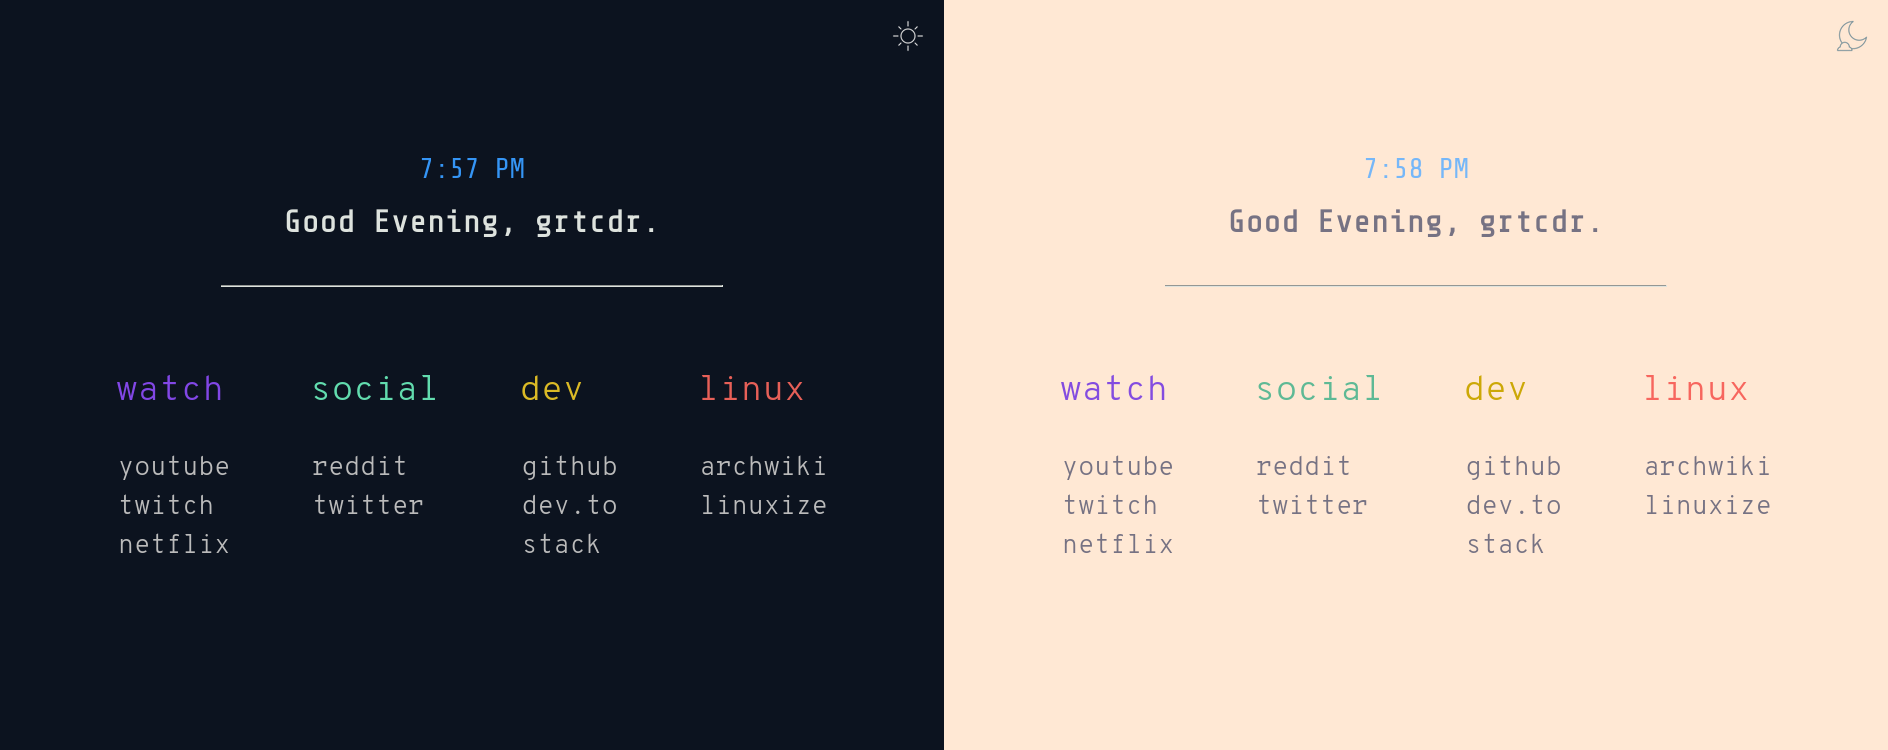 7:57 PM
Good Evening, grtcdr.
watch social dev linux
youtube reddit github archwiki
twitch twitter dev.to linuxize
netflix stack
7:58 PM
Good Evening, grtcdr.
watch social dev linux
youtube reddit github archwiki
twitch twitter dev.to linuxize
netflix stack